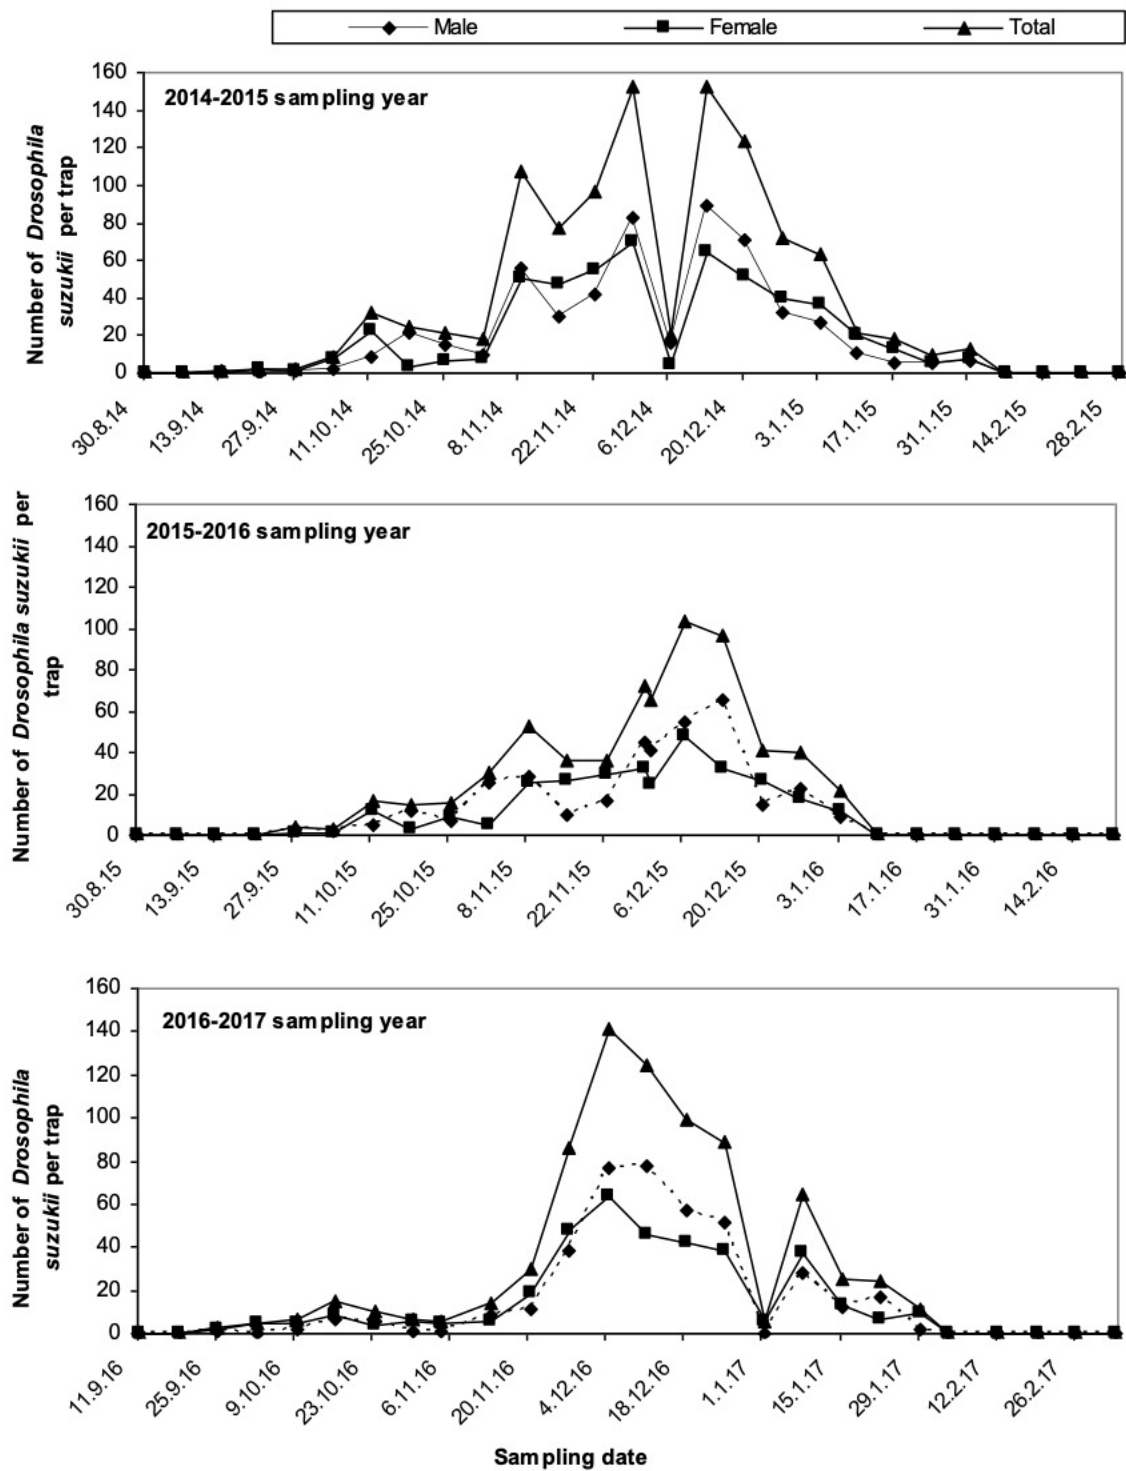 Male Female Total
160
140
120
100
80
60
40
20
0
Number of Drosophila
suzukii per trap
2014-2015 sampling year
30.8.14 13.9.14 27.9.14 11.10.14 25.10.14 8.11.14 22.11.14 6.12.14 20.12.14 3.1.15 17.1.15 31.1.15 14.2.15 28.2.15
160
140
120
100
80
60
40
20
0
Number of Drosophila suzukii per
trap
2015-2016 sampling year
30.8.15 13.9.15 27.9.15 11.10.15 25.10.15 8.11.15 22.11.15 6.12.15 20.12.15 3.1.16 17.1.16 31.1.16 14.2.16
160
140
120
100
80
60
40
20
0
Number of Drosophila
suzukii per trap
2016-2017 sampling year
11.9.16 25.9.16 9.10.16 23.10.16 6.11.16 20.11.16 4.12.16 18.12.16 1.1.17 15.1.17 29.1.17 12.2.17 26.2.17
Sampling date